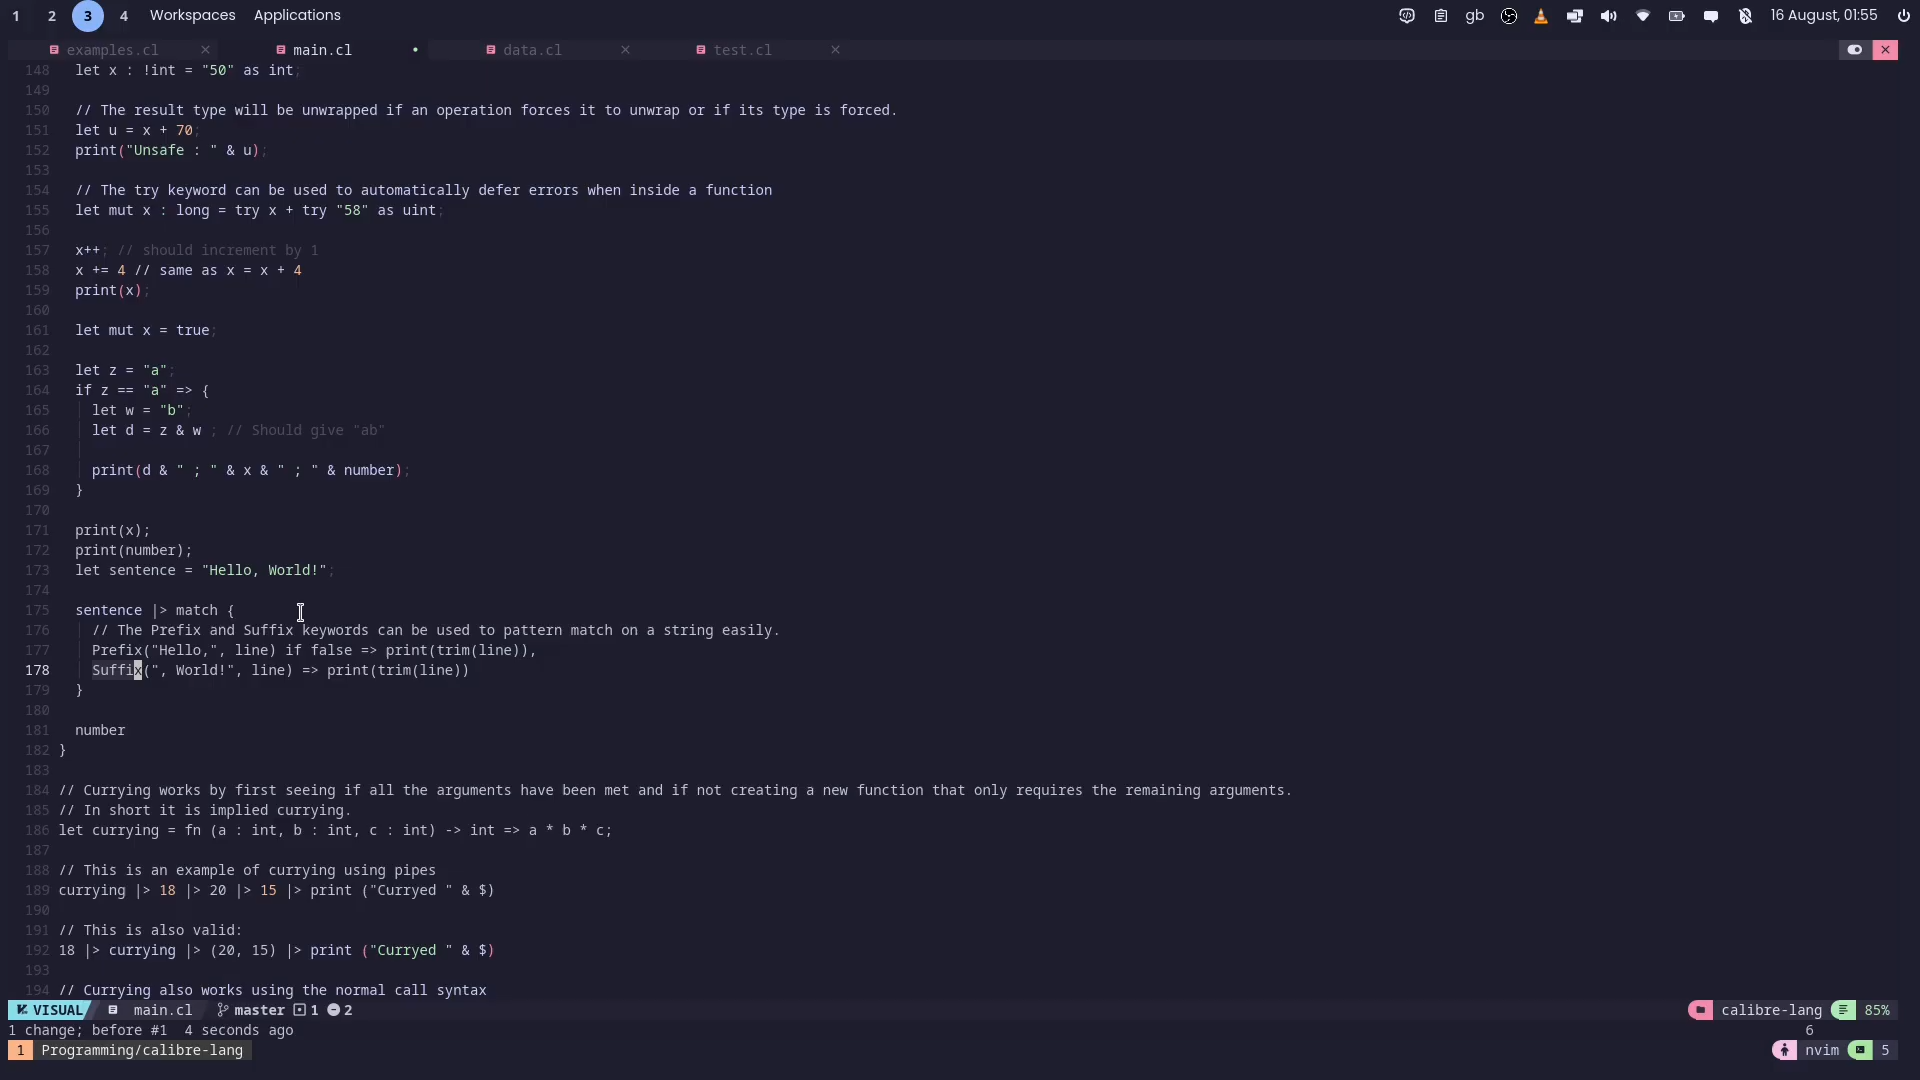 1 2 3 4 Workspaces Applications gb 16 August, 01:55
examples.cl main.cl data.cl test.cl
148 let x : !int = "50" as int;
149
150 // The result type will be unwrapped if an operation forces it to unwrap or if its type is forced.
151 let u = x + 70;
152 print("Unsafe : " & u);
153
154 // The try keyword can be used to automatically defer errors when inside a function
155 let mut x : long = try x + try "58" as uint;
156
157 x++; // should increment by 1
158 x += 4 // same as x = x + 4
159 print(x);
160
161 let mut x = true;
162
163 let z = "a";
164 if z == "a" => {
165 let w = "b";
166 let d = z & w ; // Should give "ab"
167
168 print(d & " ; " & x & " ; " & number);
169 }
170
171 print(x);
172 print(number);
173 let sentence = "Hello, World!";
174
175 sentence |> match {
176 // The Prefix and Suffix keywords can be used to pattern match on a string easily.
177 Prefix("Hello,", line) if false => print(trim(line)),
178 Suffix(", World!", line) => print(trim(line))
179 }
180
181 number
182 }
183
184 // Currying works by first seeing if all the arguments have been met and if not creating a new function that only requires the remaining arguments.
185 // In short it is implied currying.
186 let currying = fn (a : int, b : int, c : int) -> int => a * b * c;
187
188 // This is an example of currying using pipes
189 currying |> 18 |> 20 |> 15 |> print ("Curryed " & $)
190
191 // This is also valid:
192 18 |> currying |> (20, 15) |> print ("Curryed " & $)
193
194 // Currying also works using the normal call syntax
VISUAL main.cl master 1 2 calibre-lang 85%
1 change; before #1 4 seconds ago 6
1 Programming/calibre-lang nvim 5